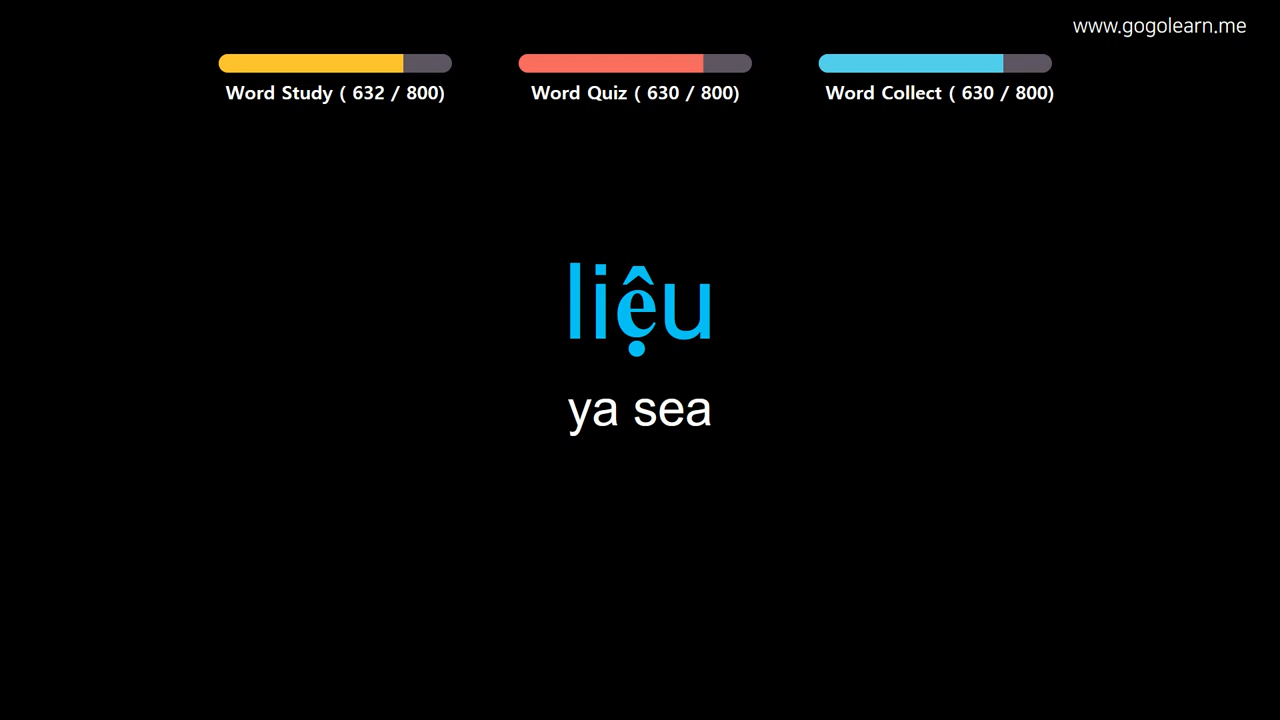 www.gogolearn.me
Word Study ( 632 / 800)
Word Quiz ( 630 / 800)
Word Collect ( 630 / 800)
liệu
ya sea